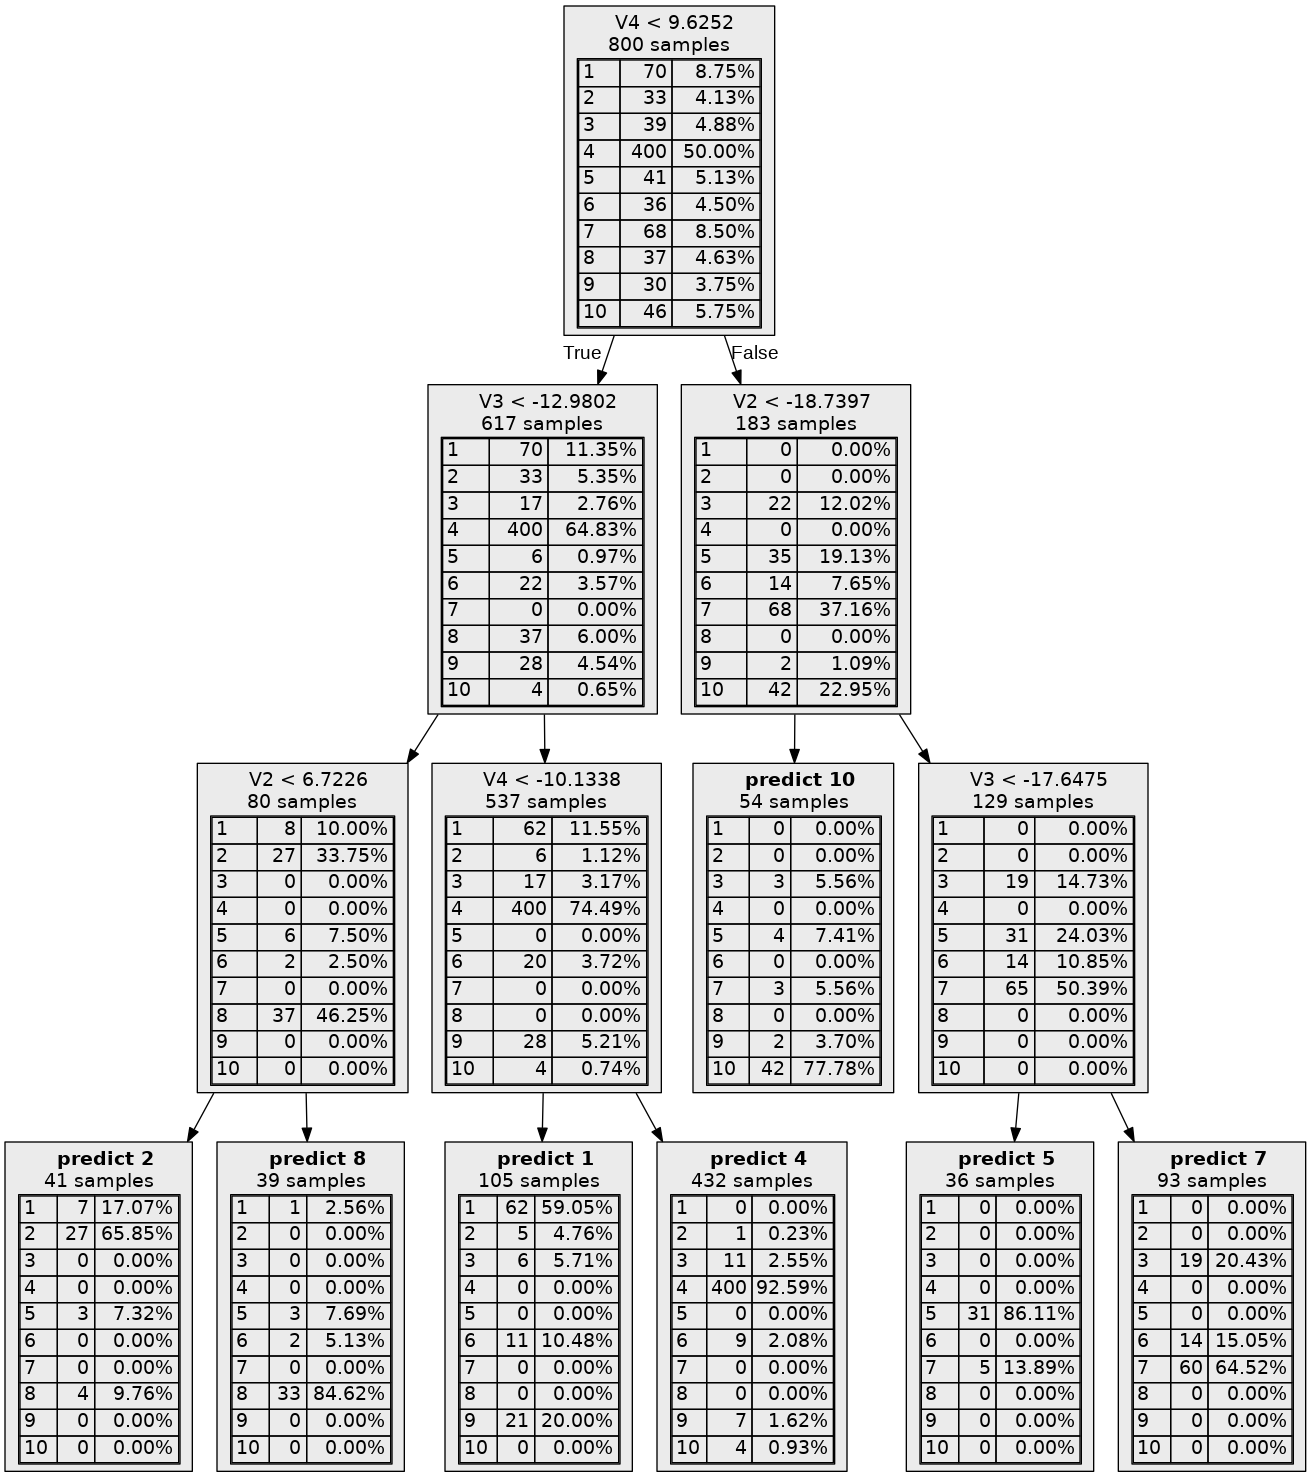 V4 < 9.6252
800 samples
1 70 8.75%
2 33 4.13%
3 39 4.88%
4 400 50.00%
5 41 5.13%
6 36 4.50%
7 68 8.50%
8 37 4.63%
9 30 3.75%
10 46 5.75%
True
False
V3 < -12.9802
617 samples
1 70 11.35%
2 33 5.35%
3 17 2.76%
4 400 64.83%
5 6 0.97%
6 22 3.57%
7 0 0.00%
8 37 6.00%
9 28 4.54%
10 4 0.65%
V2 < -18.7397
183 samples
1 0 0.00%
2 0 0.00%
3 22 12.02%
4 0 0.00%
5 35 19.13%
6 14 7.65%
7 68 37.16%
8 0 0.00%
9 2 1.09%
10 42 22.95%
V2 < 6.7226
80 samples
1 8 10.00%
2 27 33.75%
3 0 0.00%
4 0 0.00%
5 6 7.50%
6 2 2.50%
7 0 0.00%
8 37 46.25%
9 0 0.00%
10 0 0.00%
V4 < -10.1338
537 samples
1 62 11.55%
2 6 1.12%
3 17 3.17%
4 400 74.49%
5 0 0.00%
6 20 3.72%
7 0 0.00%
8 0 0.00%
9 28 5.21%
10 4 0.74%
predict 10
54 samples
1 0 0.00%
2 0 0.00%
3 3 5.56%
4 0 0.00%
5 4 7.41%
6 0 0.00%
7 3 5.56%
8 0 0.00%
9 2 3.70%
10 42 77.78%
V3 < -17.6475
129 samples
1 0 0.00%
2 0 0.00%
3 19 14.73%
4 0 0.00%
5 31 24.03%
6 14 10.85%
7 65 50.39%
8 0 0.00%
9 0 0.00%
10 0 0.00%
predict 2
41 samples
1 7 17.07%
2 27 65.85%
3 0 0.00%
4 0 0.00%
5 3 7.32%
6 0 0.00%
7 0 0.00%
8 4 9.76%
9 0 0.00%
10 0 0.00%
predict 8
39 samples
1 1 2.56%
2 0 0.00%
3 0 0.00%
4 0 0.00%
5 3 7.69%
6 2 5.13%
7 0 0.00%
8 33 84.62%
9 0 0.00%
10 0 0.00%
predict 1
105 samples
1 62 59.05%
2 5 4.76%
3 6 5.71%
4 0 0.00%
5 0 0.00%
6 11 10.48%
7 0 0.00%
8 0 0.00%
9 21 20.00%
10 0 0.00%
predict 4
432 samples
1 0 0.00%
2 1 0.23%
3 11 2.55%
4 400 92.59%
5 0 0.00%
6 9 2.08%
7 0 0.00%
8 0 0.00%
9 7 1.62%
10 4 0.93%
predict 5
36 samples
1 0 0.00%
2 0 0.00%
3 0 0.00%
4 0 0.00%
5 31 86.11%
6 0 0.00%
7 5 13.89%
8 0 0.00%
9 0 0.00%
10 0 0.00%
predict 7
93 samples
1 0 0.00%
2 0 0.00%
3 19 20.43%
4 0 0.00%
5 0 0.00%
6 14 15.05%
7 60 64.52%
8 0 0.00%
9 0 0.00%
10 0 0.00%